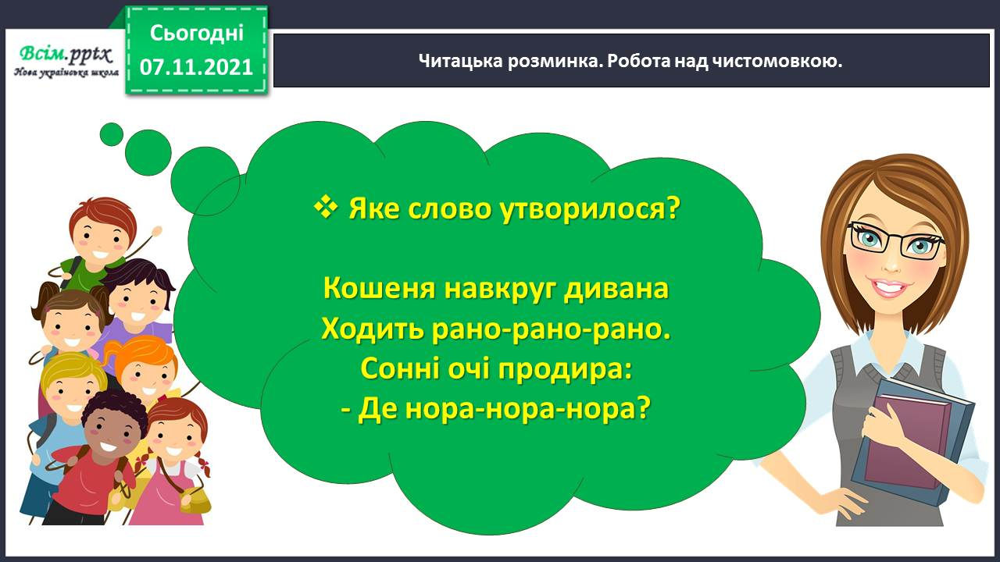 Всім.pptx
Нова українська школа
Сьогодні
07.11.2021
Читацька розминка. Робота над чистомовкою.
❖ Яке слово утворилося?
Кошеня навкруг дивана
Ходить рано-рано-рано.
Сонні очі продира:
- Де нора-нора-нора?